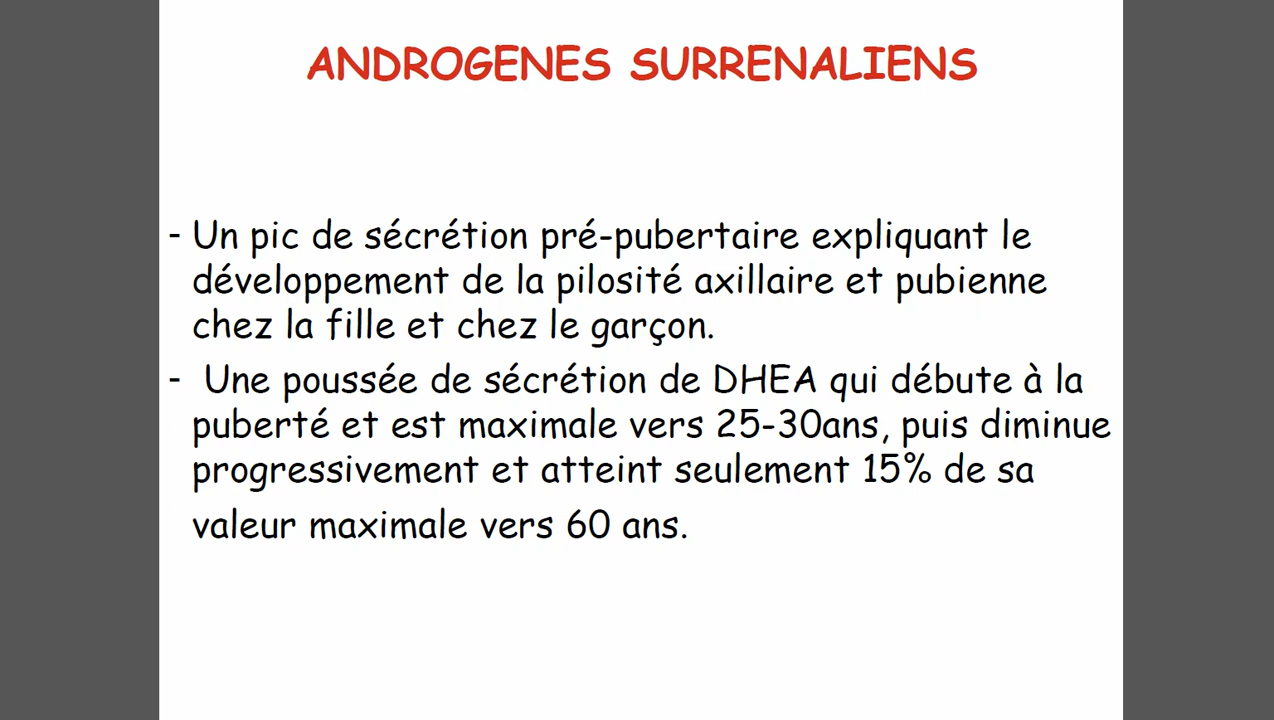 ANDROGENES SURRENALIENS
- Un pic de sécrétion pré-pubertaire expliquant le
développement de la pilosité axillaire et pubienne
chez la fille et chez le garçon.
- Une poussée de sécrétion de DHEA qui débute à la
puberté et est maximale vers 25-30ans, puis diminue
progressivement et atteint seulement 15% de sa
valeur maximale vers 60 ans.